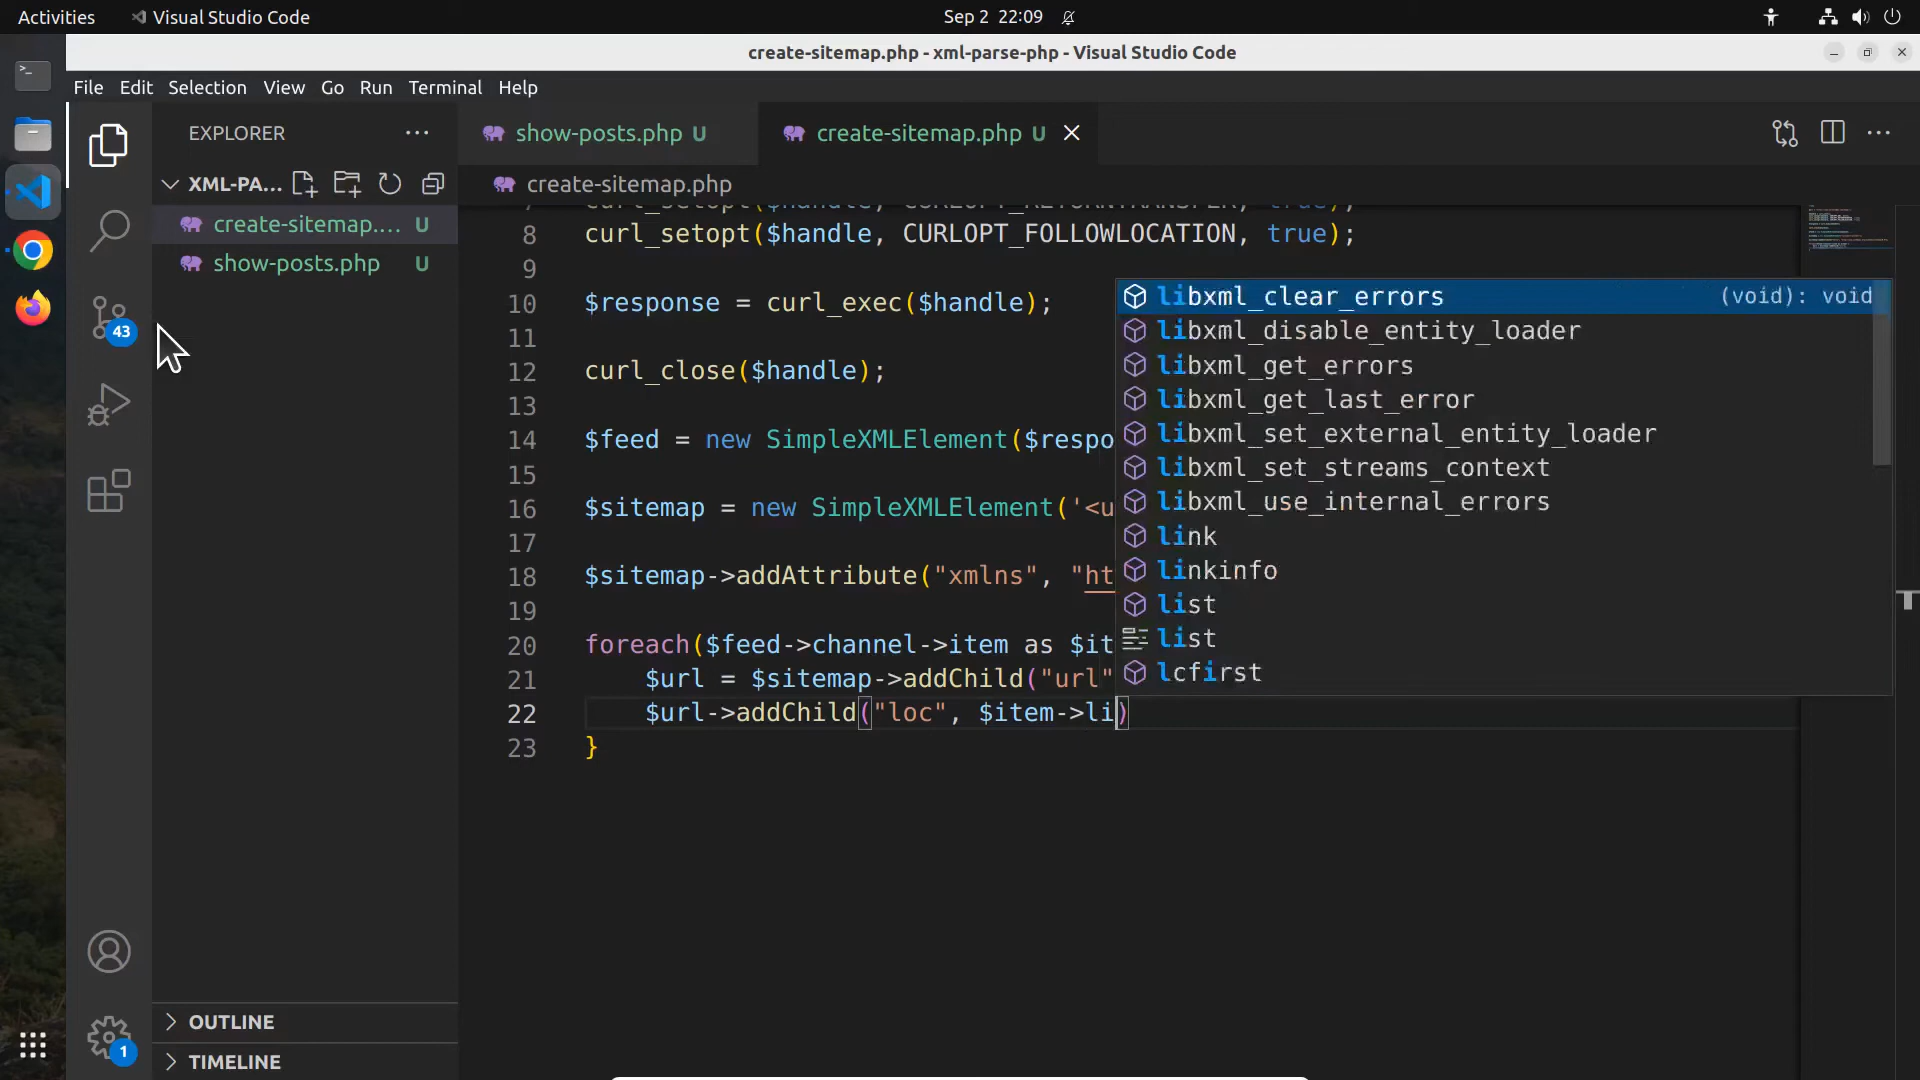 Activities Visual Studio Code Sep 2 22:09
create-sitemap.php - xml-parse-php - Visual Studio Code
File Edit Selection View Go Run Terminal Help
EXPLORER show-posts.php U create-sitemap.php U
XML-PA... create-sitemap.php
create-sitemap.... U
show-posts.php U
43
1
OUTLINE
TIMELINE
curl_setopt($handle, CURLOPT_RETURNTRANSFER, true);
8 curl_setopt($handle, CURLOPT_FOLLOWLOCATION, true);
9
10 $response = curl_exec($handle);
11
12 curl_close($handle);
13
14 $feed = new SimpleXMLElement($respo
15
16 $sitemap = new SimpleXMLElement('<u
17
18 $sitemap->addAttribute("xmlns", "ht
19
20 foreach($feed->channel->item as $it
21 $url = $sitemap->addChild("url"
22 $url->addChild("loc", $item->li)
23 }
libxml_clear_errors (void): void
libxml_disable_entity_loader
libxml_get_errors
libxml_get_last_error
libxml_set_external_entity_loader
libxml_set_streams_context
libxml_use_internal_errors
link
linkinfo
list
list
lcfirst